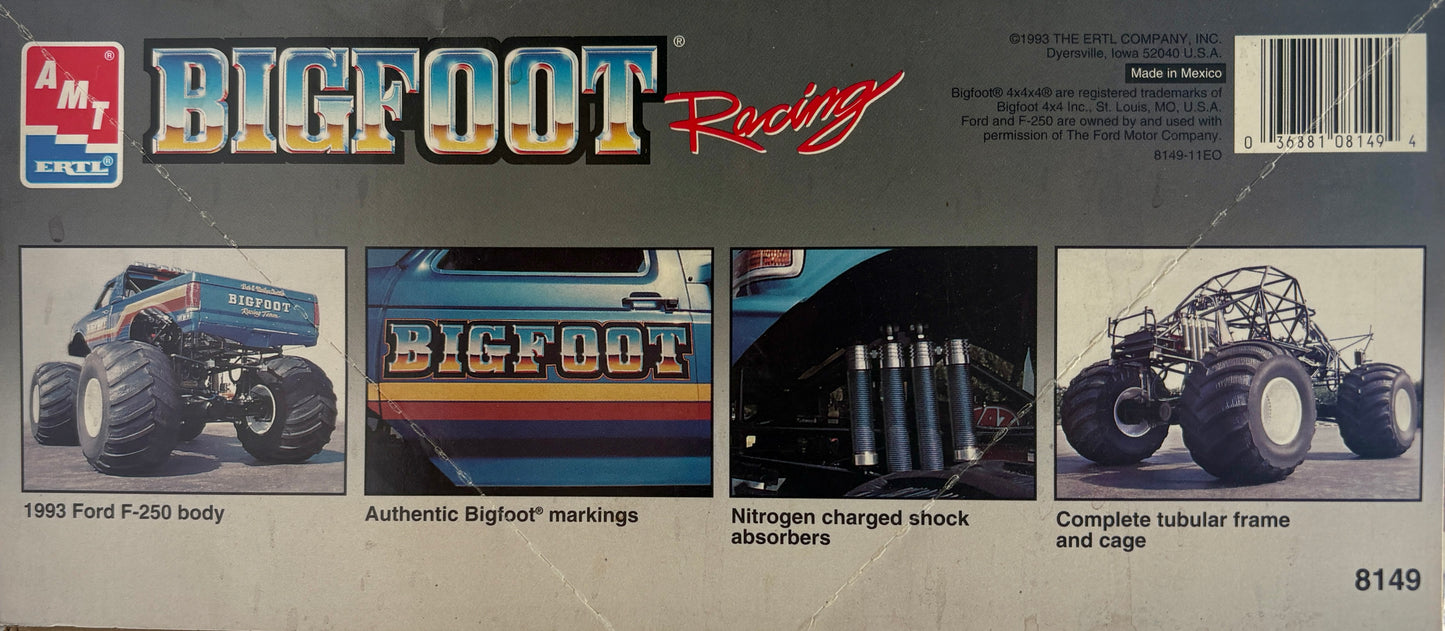 AMT®
ERTL®
BIGFOOT®
Racing
©1993 THE ERTL COMPANY, INC.
Dyersville, Iowa 52040 U.S.A.
Made in Mexico
Bigfoot® 4x4x4® are registered trademarks of
Bigfoot 4x4 Inc., St. Louis, MO, U.S.A.
Ford and F-250 are owned by and used with
permission of The Ford Motor Company.
8149-11EO
0 36881 08149 4
BIGFOOT
Racing Team
BIGFOOT
1993 Ford F-250 body
Authentic Bigfoot® markings
Nitrogen charged shock
absorbers
Complete tubular frame
and cage
8149